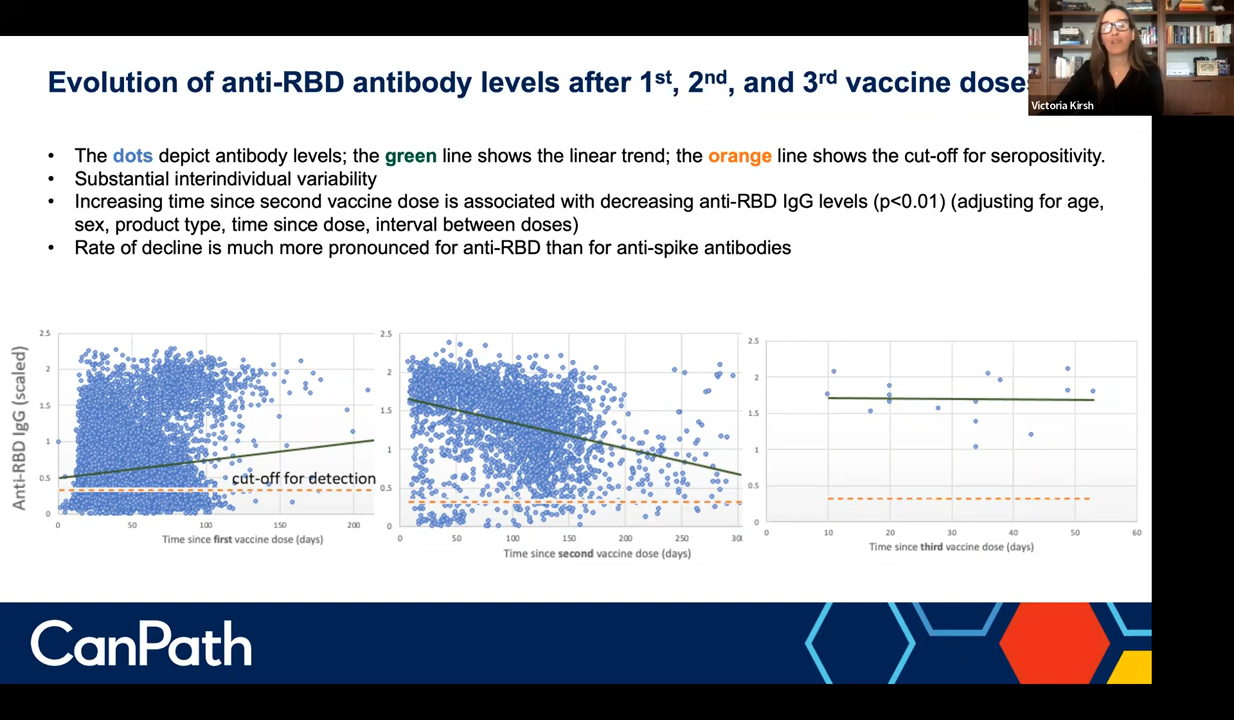 Evolution of anti-RBD antibody levels after 1st, 2nd, and 3rd vaccine doses
Victoria Kirsh
• The dots depict antibody levels; the green line shows the linear trend; the orange line shows the cut-off for seropositivity.
• Substantial interindividual variability
• Increasing time since second vaccine dose is associated with decreasing anti-RBD IgG levels (p<0.01) (adjusting for age,
sex, product type, time since dose, interval between doses)
• Rate of decline is much more pronounced for anti-RBD than for anti-spike antibodies
Anti-RBD IgG (scaled)
2.5
2
1.5
1
0.5
0
0 50 100 150 200
cut-off for detection
Time since first vaccine dose (days)
2.5
2
1.5
1
0.5
0
0 50 100 150 200 250 30
Time since second vaccine dose (days)
2.5
2
1.5
1
0.5
0
0 10 20 30 40 50 60
Time since third vaccine dose (days)
CanPath